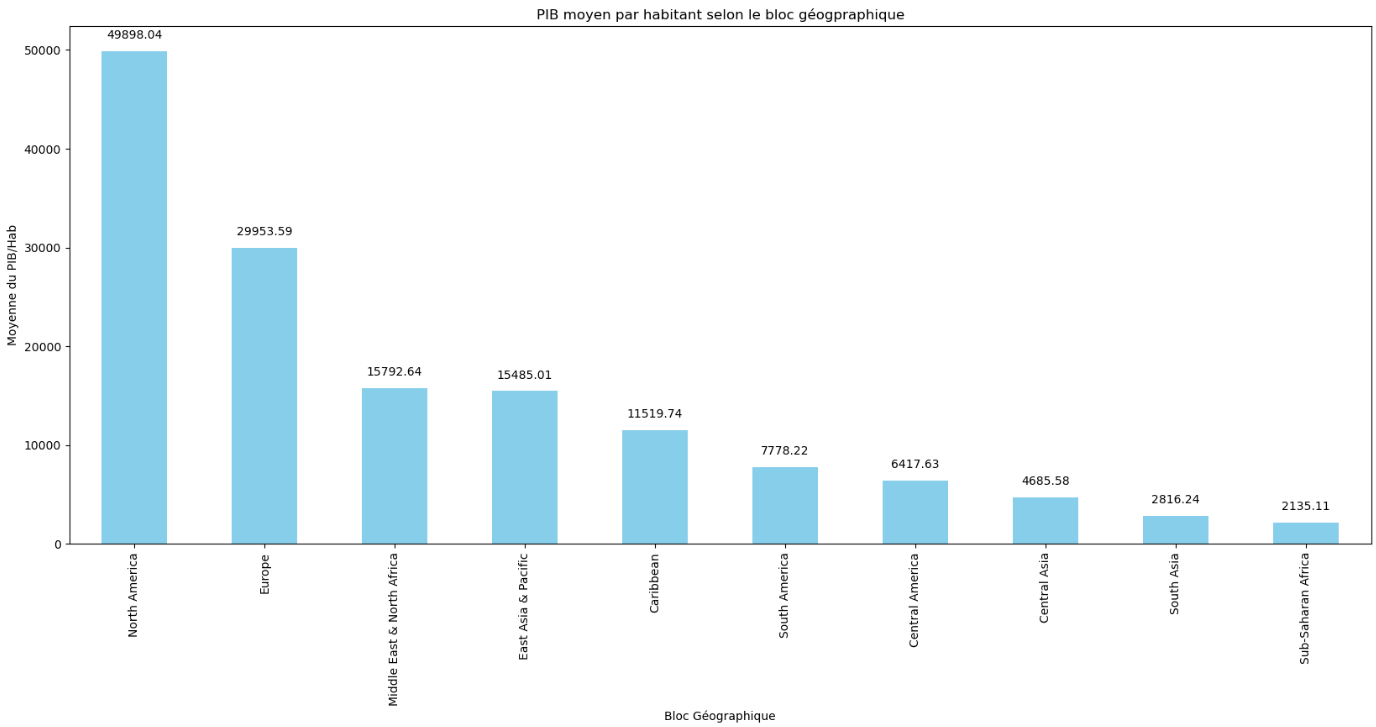 PIB moyen par habitant selon le bloc géogpraphique
49898.04
50000
40000
30000
20000
10000
0
Moyenne du PIB/Hab
29953.59
15792.64
15485.01
11519.74
7778.22
6417.63
4685.58
2816.24
2135.11
North America
Europe
Middle East & North Africa
East Asia & Pacific
Caribbean
South America
Central America
Central Asia
South Asia
Sub-Saharan Africa
Bloc Géographique